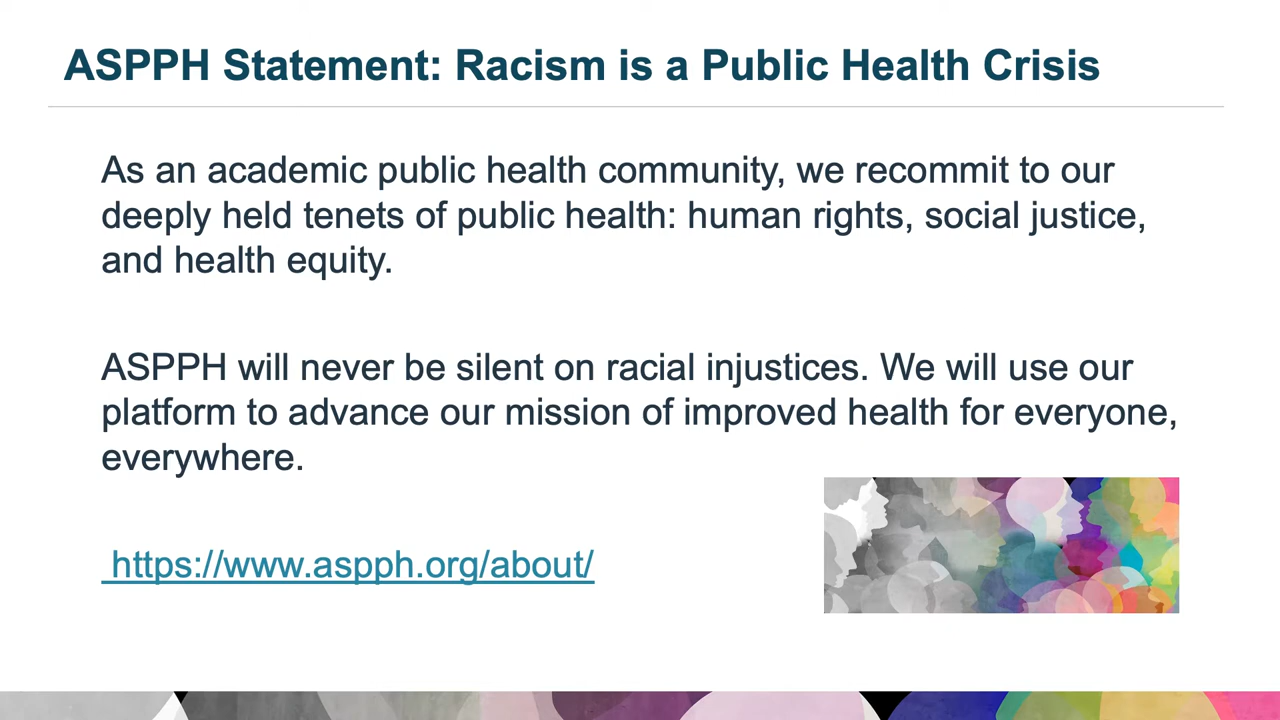 ASPPH Statement: Racism is a Public Health Crisis
As an academic public health community, we recommit to our
deeply held tenets of public health: human rights, social justice,
and health equity.
ASPPH will never be silent on racial injustices. We will use our
platform to advance our mission of improved health for everyone,
everywhere.
https://www.aspph.org/about/